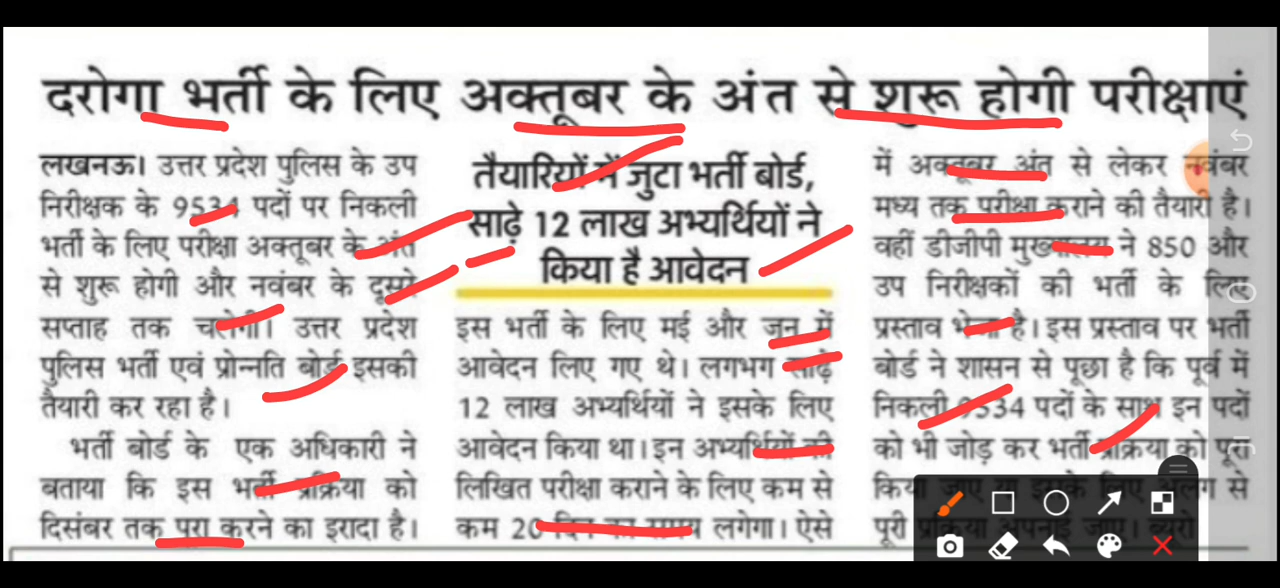 दरोगा भर्ती के लिए अक्तूबर के अंत से शुरू होगी परीक्षाएं
लखनऊ। उत्तर प्रदेश पुलिस के उप
निरीक्षक के 9534 पदों पर निकली
भर्ती के लिए परीक्षा अक्तूबर के अंत
से शुरू होगी और नवंबर के दूसरे
सप्ताह तक चलेगी। उत्तर प्रदेश
पुलिस भर्ती एवं प्रोन्नति बोर्ड इसकी
तैयारी कर रहा है।
भर्ती बोर्ड के एक अधिकारी ने
बताया कि इस भर्ती प्रक्रिया को
दिसंबर तक पूरा करने का इरादा है।
तैयारियों में जुटा भर्ती बोर्ड,
साढ़े 12 लाख अभ्यर्थियों ने
किया है आवेदन
इस भर्ती के लिए मई और जून में
आवेदन लिए गए थे। लगभग साढ़े
12 लाख अभ्यर्थियों ने इसके लिए
आवेदन किया था। इन अभ्यर्थियों की
लिखित परीक्षा कराने के लिए कम से
कम 20 दिन का समय लगेगा। ऐसे
में अक्तूबर अंत से लेकर नवंबर
मध्य तक परीक्षा कराने की तैयारी है।
वहीं डीजीपी मुख्यालय ने 850 और
उप निरीक्षकों की भर्ती के लिए
प्रस्ताव भेजा है। इस प्रस्ताव पर भर्ती
बोर्ड ने शासन से पूछा है कि पूर्व में
निकली 9534 पदों के साथ इन पदों
को भी जोड़ कर भर्ती प्रक्रिया को पूरा
किया जाए या इसके लिए अलग से
पूरी प्रक्रिया अपनाई जाए। ब्यूरो